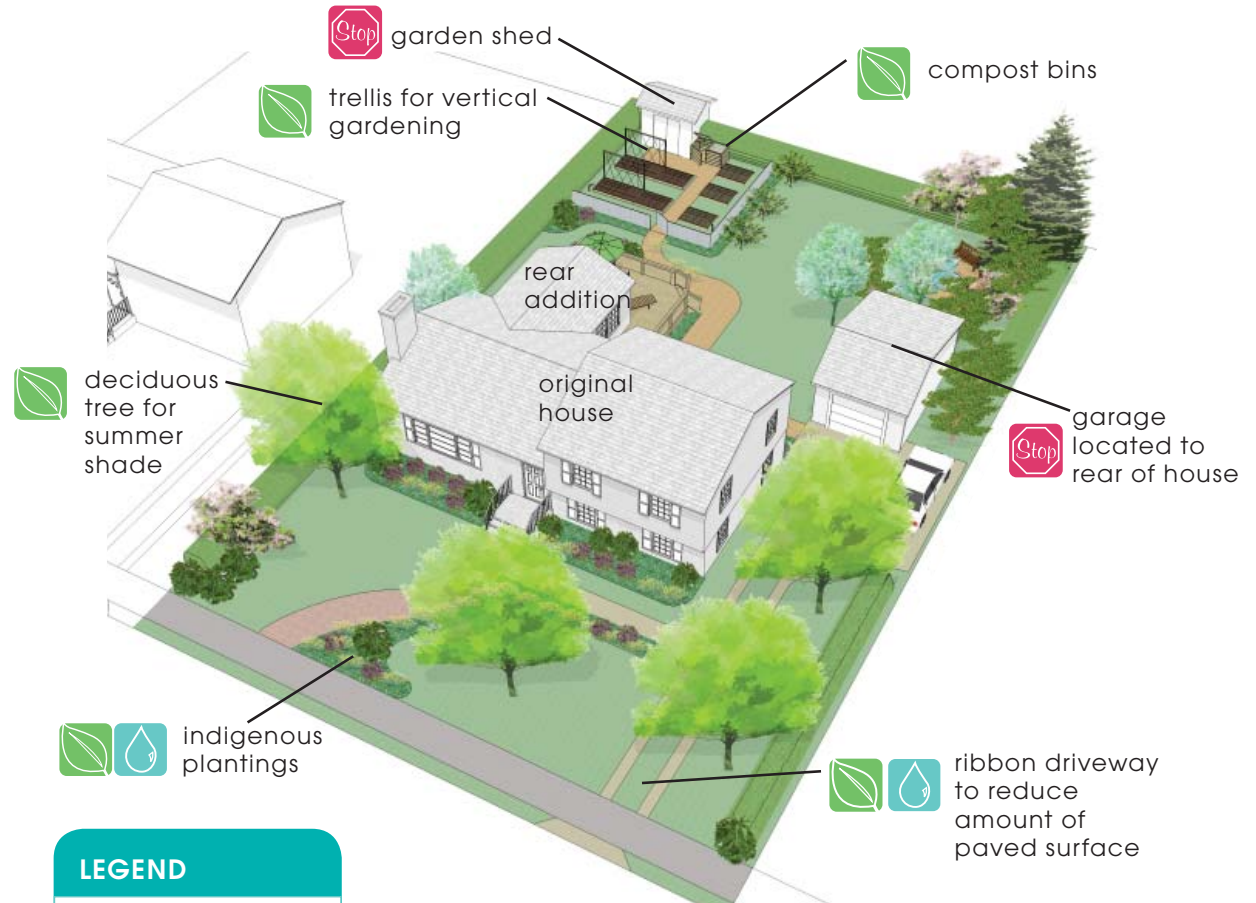 Stop
garden shed
compost bins
trellis for vertical
gardening
rear
addition
original
house
deciduous
tree for
summer
shade
Stop
garage
located to
rear of house
indigenous
plantings
ribbon driveway
to reduce
amount of
paved surface
LEGEND